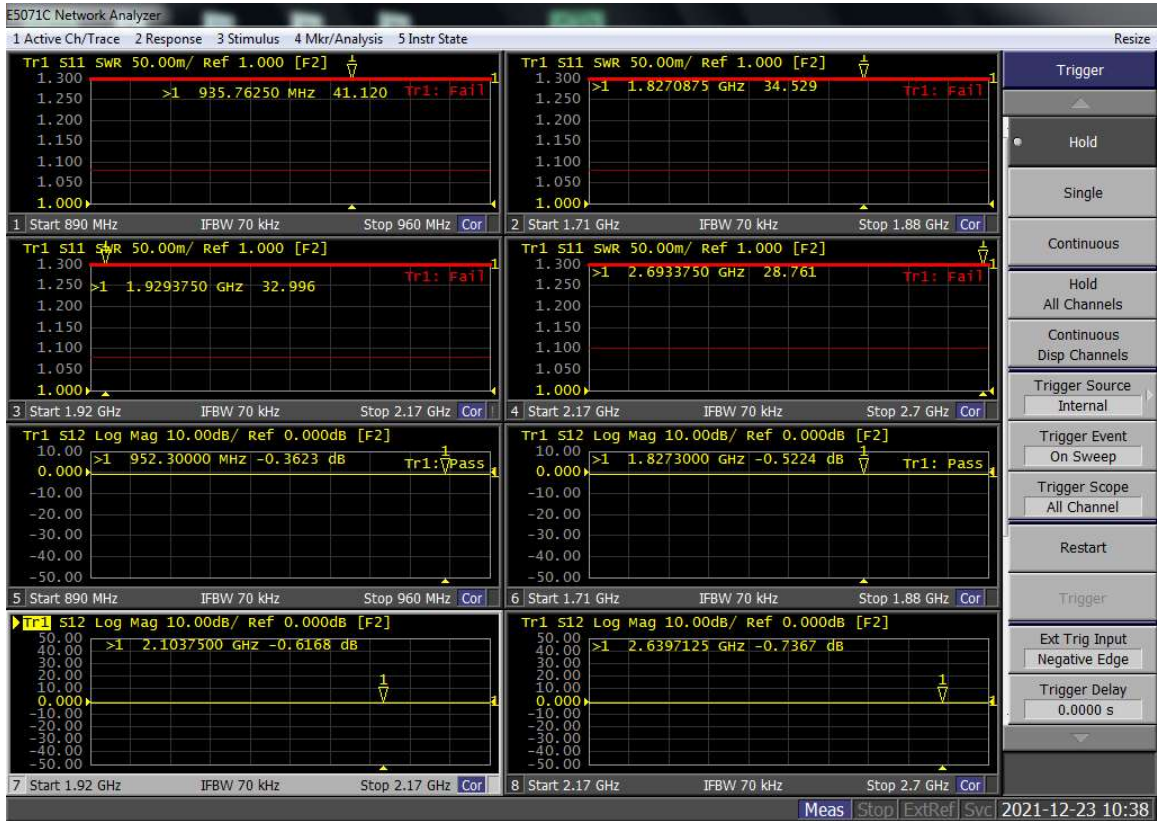 E5071C Network Analyzer
1 Active Ch/Trace 2 Response 3 Stimulus 4 Mkr/Analysis 5 Instr State Resize
Tr1 S11 SWR 50.00m/ Ref 1.000 [F2]
1
1.300
1
>1 935.76250 MHz 41.120 Tr1: Fail
1.250
1.200
1.150
1.100
1.050
1.000
1 Start 890 MHz IFBW 70 kHz Stop 960 MHz Cor
Tr1 S11 SWR 50.00m/ Ref 1.000 [F2]
1
1.300
1
>1 1.8270875 GHz 34.529 Tr1: Fail
1.250
1.200
1.150
1.100
1.050
1.000
2 Start 1.71 GHz IFBW 70 kHz Stop 1.88 GHz Cor
Tr1 S11 SWR 50.00m/ Ref 1.000 [F2]
1.300
1
Tr1: Fail
1.250
>1 1.9293750 GHz 32.996
1.200
1.150
1.100
1.050
1.000
3 Start 1.92 GHz IFBW 70 kHz Stop 2.17 GHz Cor !
Tr1 S11 SWR 50.00m/ Ref 1.000 [F2]
1
1.300
1
>1 2.6933750 GHz 28.761 Tr1: Fail
1.250
1.200
1.150
1.100
1.050
1.000
4 Start 2.17 GHz IFBW 70 kHz Stop 2.7 GHz Cor
Tr1 S12 Log Mag 10.00dB/ Ref 0.000dB [F2]
10.00
1
>1 952.30000 MHz -0.3623 dB Tr1: Pass
0.000
1
-10.00
-20.00
-30.00
-40.00
-50.00
5 Start 890 MHz IFBW 70 kHz Stop 960 MHz Cor
Tr1 S12 Log Mag 10.00dB/ Ref 0.000dB [F2]
10.00
1
>1 1.8273000 GHz -0.5224 dB Tr1: Pass
0.000
1
-10.00
-20.00
-30.00
-40.00
-50.00
6 Start 1.71 GHz IFBW 70 kHz Stop 1.88 GHz Cor
Tr1 S12 Log Mag 10.00dB/ Ref 0.000dB [F2]
50.00
>1 2.1037500 GHz -0.6168 dB
40.00
30.00
20.00
1
10.00
0.000
1
-10.00
-20.00
-30.00
-40.00
-50.00
7 Start 1.92 GHz IFBW 70 kHz Stop 2.17 GHz Cor
Tr1 S12 Log Mag 10.00dB/ Ref 0.000dB [F2]
50.00
>1 2.6397125 GHz -0.7367 dB
40.00
30.00
20.00
1
10.00
0.000
1
-10.00
-20.00
-30.00
-40.00
-50.00
8 Start 2.17 GHz IFBW 70 kHz Stop 2.7 GHz Cor
Trigger
Hold
Single
Continuous
Hold
All Channels
Continuous
Disp Channels
Trigger Source
Internal
Trigger Event
On Sweep
Trigger Scope
All Channel
Restart
Trigger
Ext Trig Input
Negative Edge
Trigger Delay
0.0000 s
Meas Stop ExtRef Svc 2021-12-23 10:38